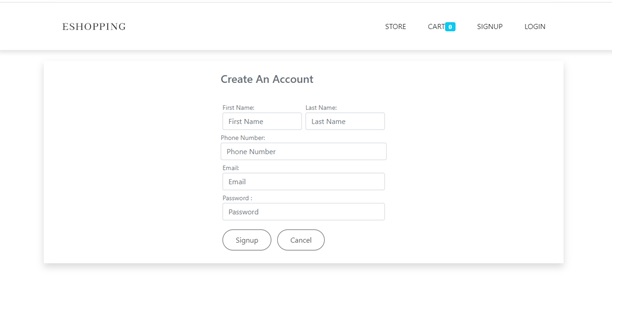 ESHOPPING STORE CART 0 SIGNUP LOGIN
Create An Account
First Name: Last Name:
First Name Last Name
Phone Number:
Phone Number
Email:
Email
Password :
Password
Signup Cancel